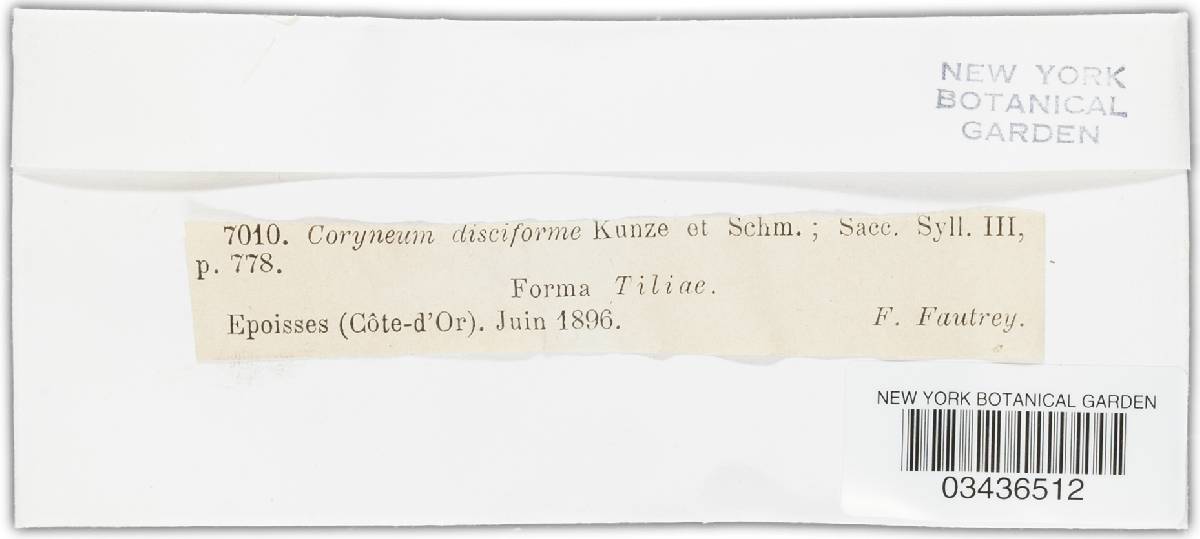 NEW YORK
BOTANICAL
GARDEN
7010. Coryneum disciforme Kunze et Schm. ; Sacc. Syll. III,
p. 778.
Forma Tiliae.
Epoisses (Côte-d'Or). Juin 1896. F. Fautrey.
NEW YORK BOTANICAL GARDEN
03436512